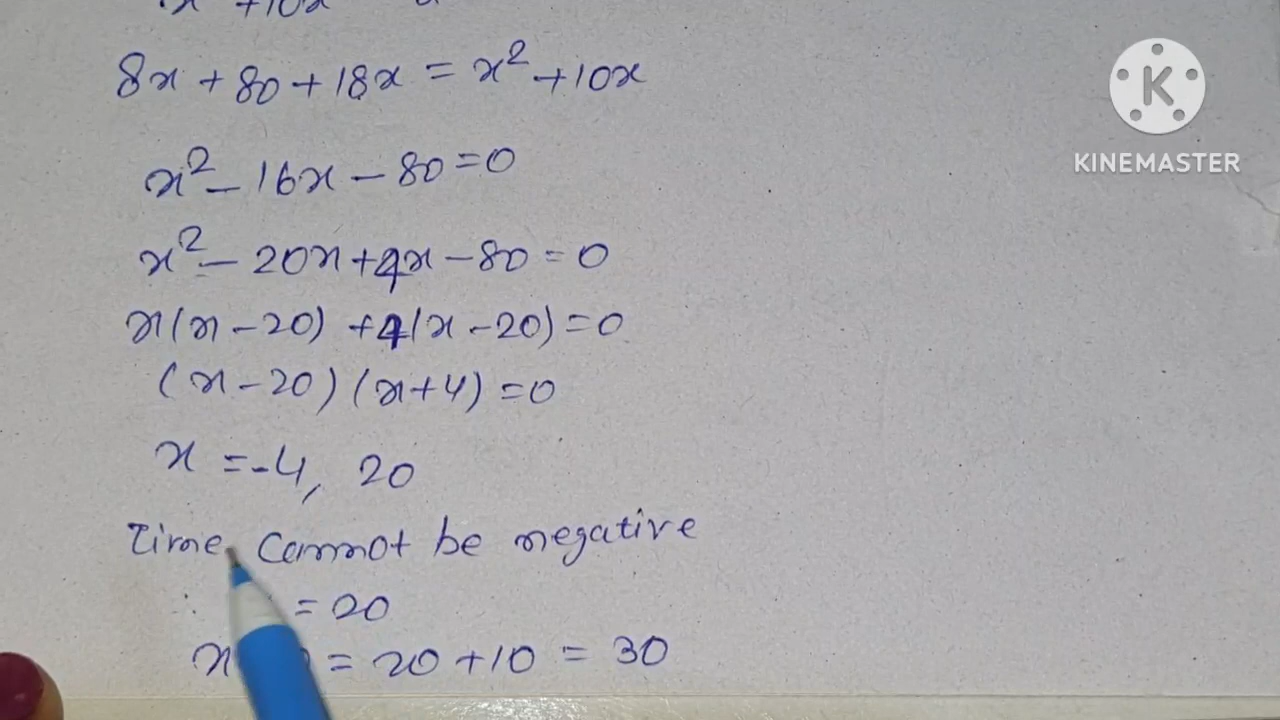 8x + 80 + 18x = x² + 10x
K
KINEMASTER
x² - 16x - 80 = 0
x² - 20x + 4x - 80 = 0
x(x - 20) + 4(x - 20) = 0
(x - 20) (x + 4) = 0
x = -4, 20
Time cannot be negative
= 20
x = 20 + 10 = 30